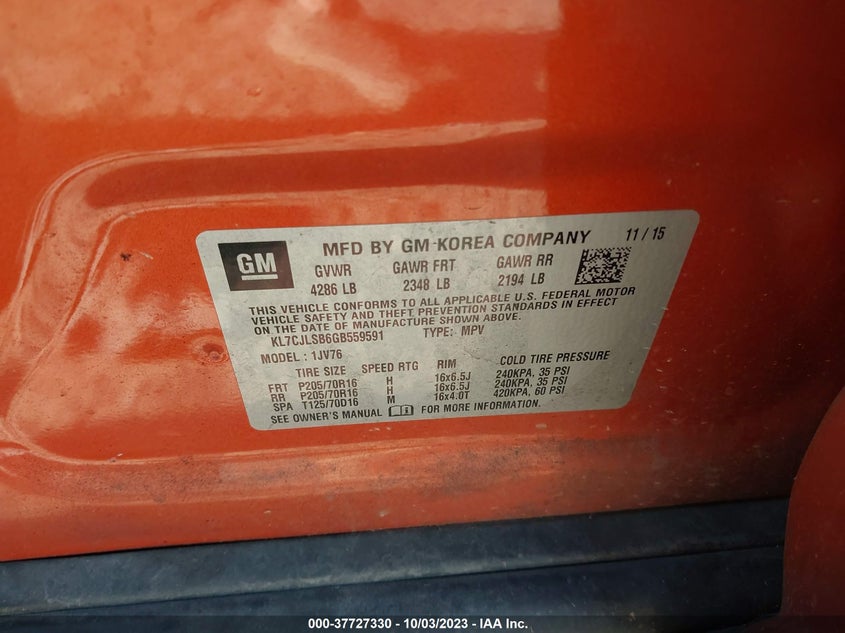 GM
MFD BY GM KOREA COMPANY 11 / 15
GVWR GAWR FRT GAWR RR
4286 LB 2348 LB 2194 LB
THIS VEHICLE CONFORMS TO ALL APPLICABLE U.S. FEDERAL MOTOR
VEHICLE SAFETY AND THEFT PREVENTION STANDARDS IN EFFECT
ON THE DATE OF MANUFACTURE SHOWN ABOVE.
KL7CJLSB6GB559591 TYPE: MPV
MODEL : 1JV76
TIRE SIZE SPEED RTG RIM COLD TIRE PRESSURE
FRT P205/70R16 H 16x6.5J 240KPA, 35 PSI
RR P205/70R16 H 16x6.5J 240KPA, 35 PSI
SPA T125/70D16 M 16x4.0T 420KPA, 60 PSI
SEE OWNER'S MANUAL FOR MORE INFORMATION.
000-37727330 - 10/03/2023 - IAA Inc.